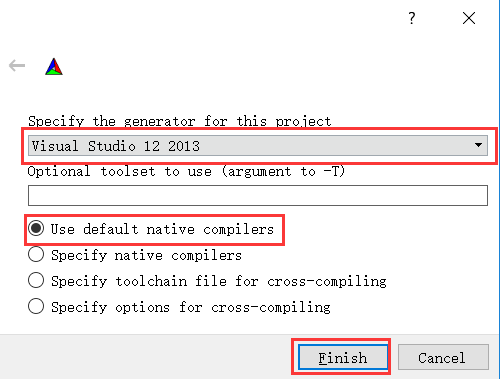 ?
Specify the generator for this project
Visual Studio 12 2013
Optional toolset to use (argument to -T)
Use default native compilers
Specify native compilers
Specify toolchain file for cross-compiling
Specify options for cross-compiling
Finish Cancel